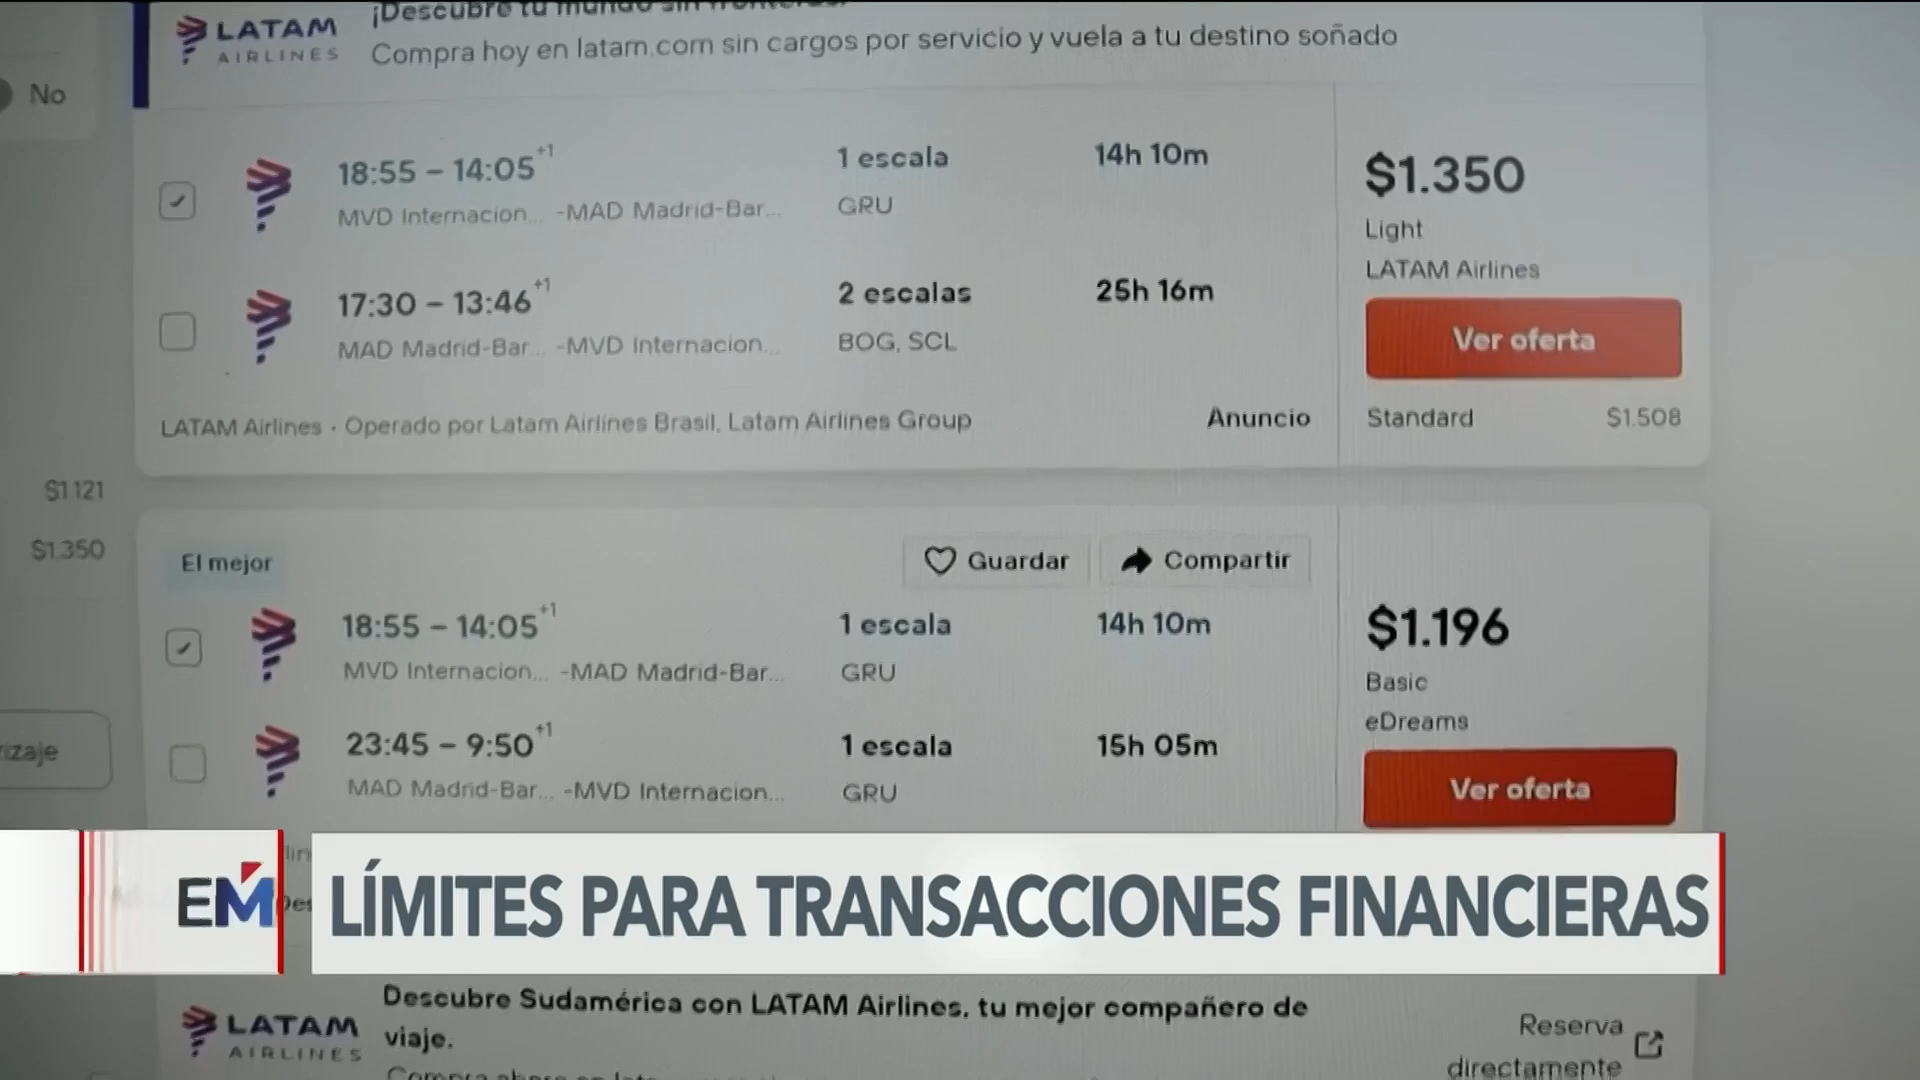 ¡Descubre tu mundo sin fronteras!
LATAM AIRLINES
Compra hoy en latam.com sin cargos por servicio y vuela a tu destino soñado
No
18:55 – 14:05 +1
1 escala
14h 10m
MVD Internacion... -MAD Madrid-Bar...
GRU
$1.350
Light
LATAM Airlines
17:30 – 13:46 +1
2 escalas
25h 16m
MAD Madrid-Bar... -MVD Internacion...
BOG, SCL
Ver oferta
LATAM Airlines · Operado por Latam Airlines Brasil, Latam Airlines Group
Anuncio
Standard
$1.508
$1.121
$1.350
El mejor
Guardar
Compartir
18:55 – 14:05 +1
1 escala
14h 10m
MVD Internacion... -MAD Madrid-Bar...
GRU
$1.196
Basic
eDreams
23:45 – 9:50 +1
1 escala
15h 05m
MAD Madrid-Bar... -MVD Internacion...
GRU
Ver oferta
EM
LÍMITES PARA TRANSACCIONES FINANCIERAS
LATAM AIRLINES
Descubre Sudamérica con LATAM Airlines, tu mejor compañero de
viaje.
Reserva
directamente